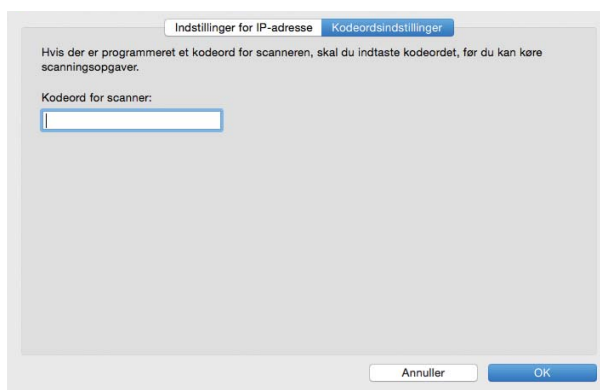 Indstillinger for IP-adresse Kodeordsindstillinger
Hvis der er programmeret et kodeord for scanneren, skal du indtaste kodeordet, før du kan køre
scanningsopgaver.
Kodeord for scanner:
Annuller OK